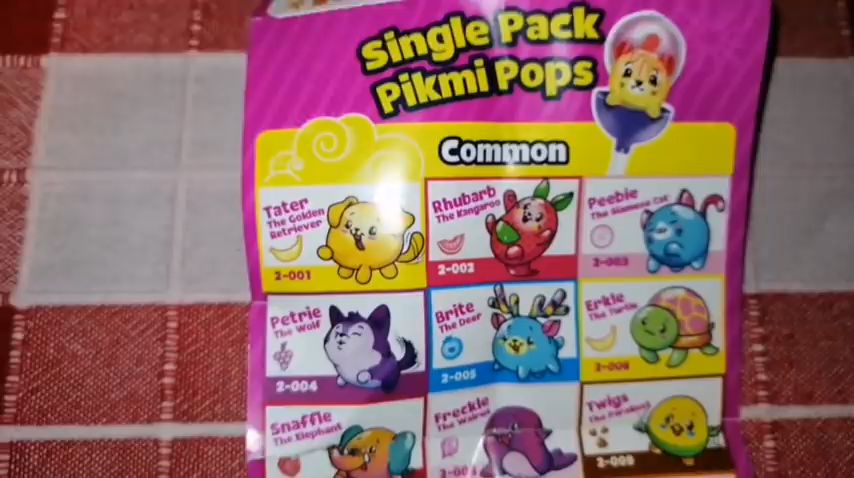 Single Pack
Pikmi Pops
Common
Tater
The Golden
Retriever
2-001
Rhubarb
The Kangaroo
2-002
Peebie
The Siamese Cat
2-003
Petrie
The Wolf
2-004
Brite
The Deer
2-005
Erkle
The Turtle
2-006
Snaffle
The Elephant
Freckle
The Walrus
Twigs
2-009